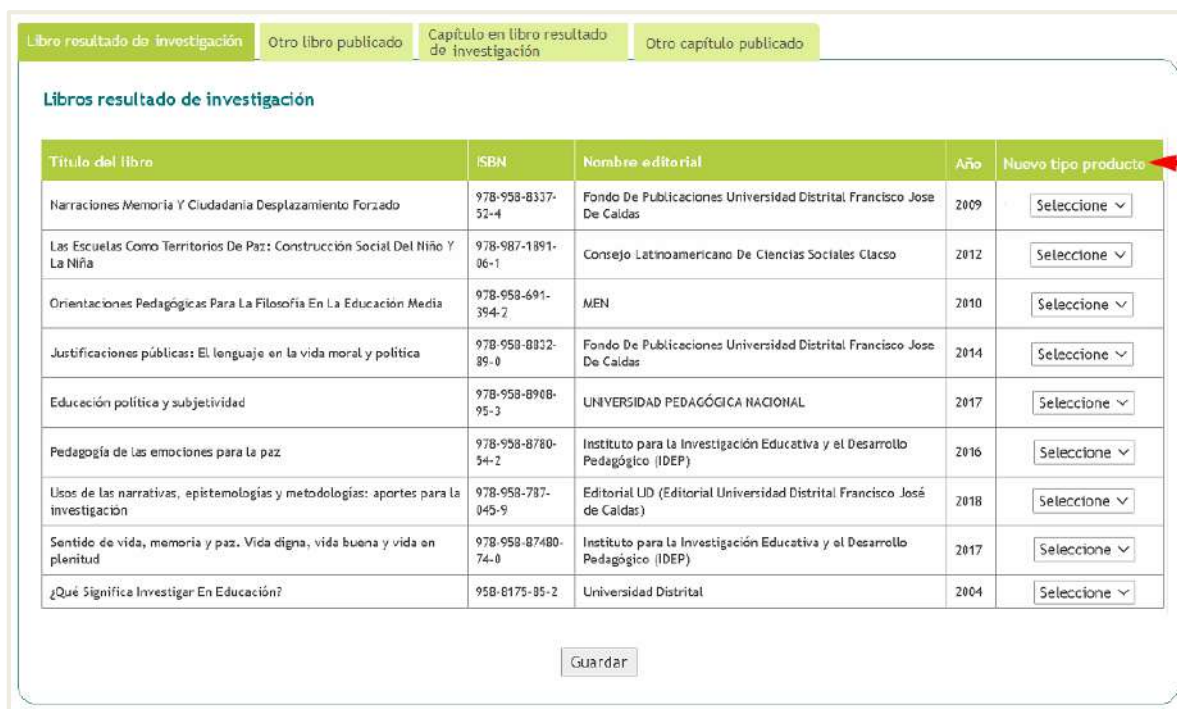 Libro resultado de investigación
Otro libro publicado
Capítulo en libro resultado
de investigación
Otro capítulo publicado
Libros resultado de investigación
Título del libro ISBN Nombre editorial Año Nuevo tipo producto
Narraciones Memoria Y Ciudadania Desplazamiento Forzado
978-958-8337-
52-4
Fondo De Publicaciones Universidad Distrital Francisco Jose
De Caldas
2009
Seleccione
Las Escuelas Como Territorios De Paz: Construcción Social Del Niño Y
La Niña
978-987-1891-
06-1
Consejo Latinoamericano De Ciencias Sociales Clacso
2012
Seleccione
Orientaciones Pedagógicas Para La Filosofía En La Educación Media
978-958-691-
394-2
MEN
2010
Seleccione
Justificaciones públicas: El lenguaje en la vida moral y política
978-958-8832-
89-0
Fondo De Publicaciones Universidad Distrital Francisco Jose
De Caldas
2014
Seleccione
Educación política y subjetividad
978-958-8908-
95-3
UNIVERSIDAD PEDAGÓGICA NACIONAL
2017
Seleccione
Pedagogía de las emociones para la paz
978-958-8780-
54-2
Instituto para la Investigación Educativa y el Desarrollo
Pedagógico (IDEP)
2016
Seleccione
Usos de las narrativas, epistemologías y metodologías: aportes para la
investigación
978-958-787-
045-9
Editorial UD (Editorial Universidad Distrital Francisco José
de Caldas)
2018
Seleccione
Sentido de vida, memoria y paz. Vida digna, vida buena y vida en
plenitud
978-958-87480-
74-0
Instituto para la Investigación Educativa y el Desarrollo
Pedagógico (IDEP)
2017
Seleccione
¿Qué Significa Investigar En Educación?
958-8175-85-2
Universidad Distrital
2004
Seleccione
Guardar